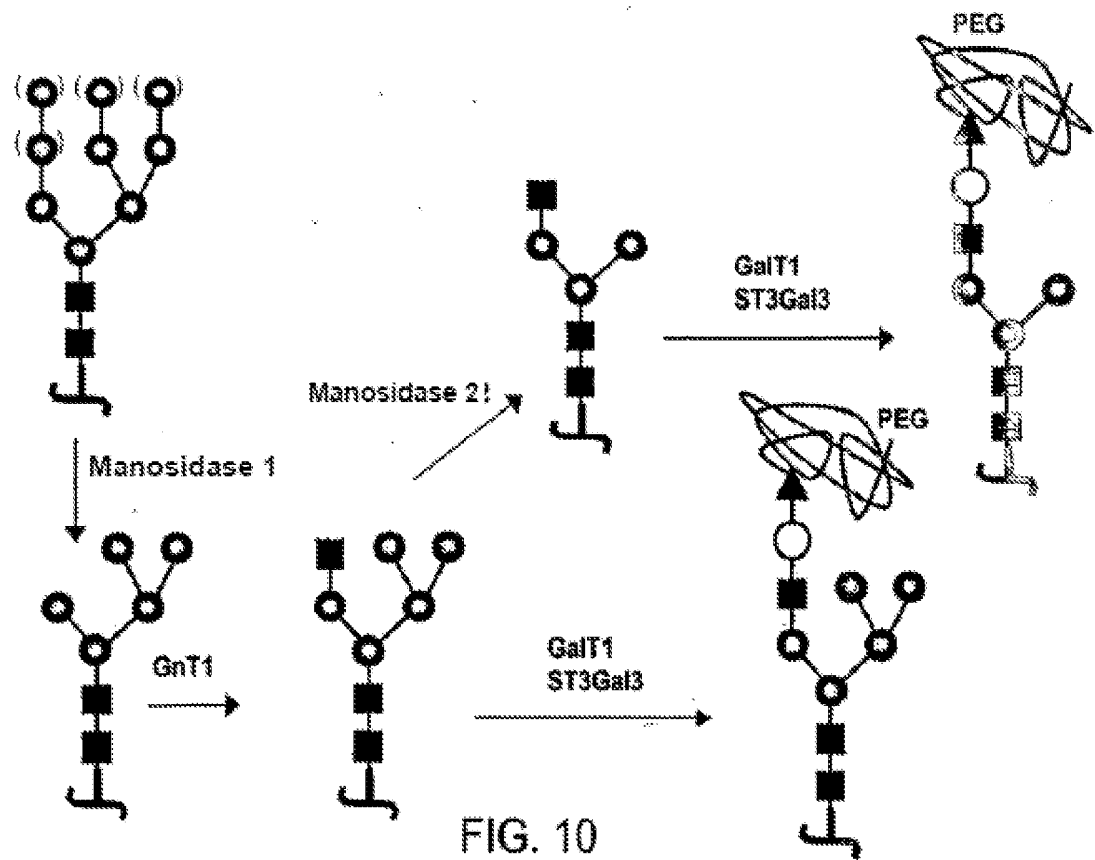 PEG
GalT1
ST3Gal3
Manosidase 2!
PEG
Manosidase 1
GnT1
GalT1
ST3Gal3
FIG. 10